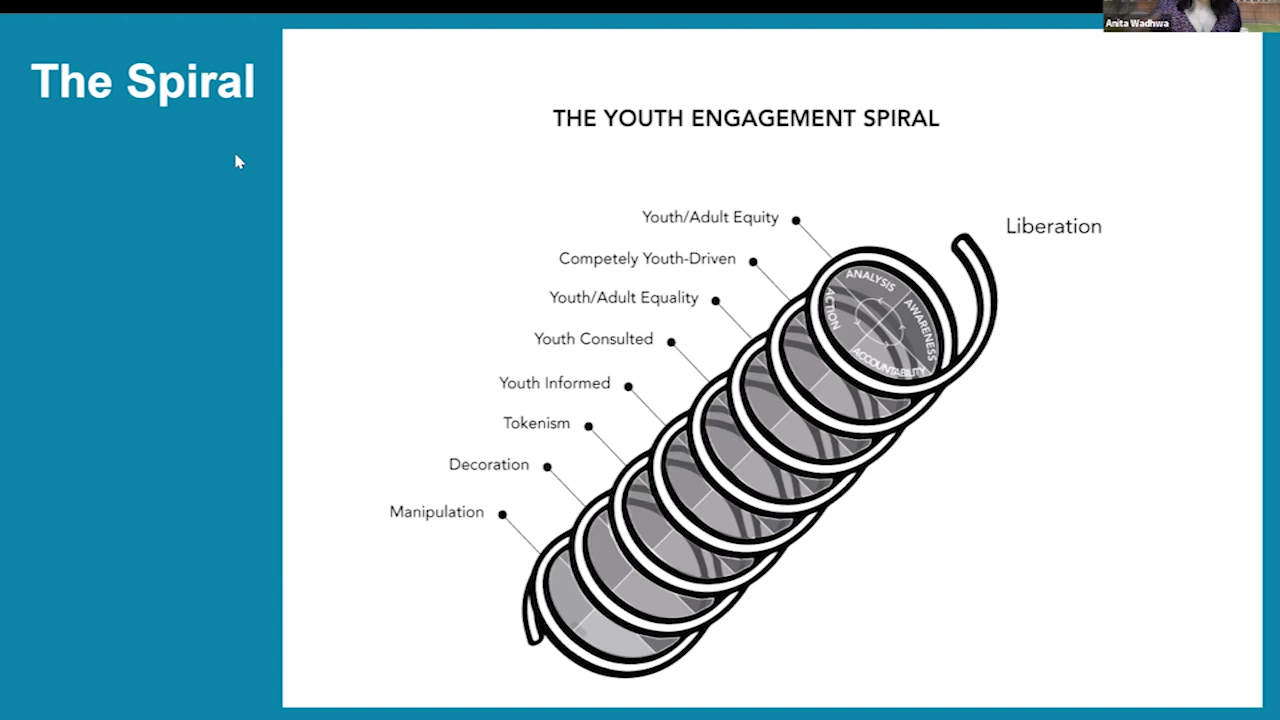 Anita Wadhwa
The Spiral
THE YOUTH ENGAGEMENT SPIRAL
Youth/Adult Equity
Liberation
Competely Youth-Driven
Youth/Adult Equality
Youth Consulted
Youth Informed
Tokenism
Decoration
Manipulation
ANALYSIS
AWARENESS
ACCOUNTABILITY
ACTION